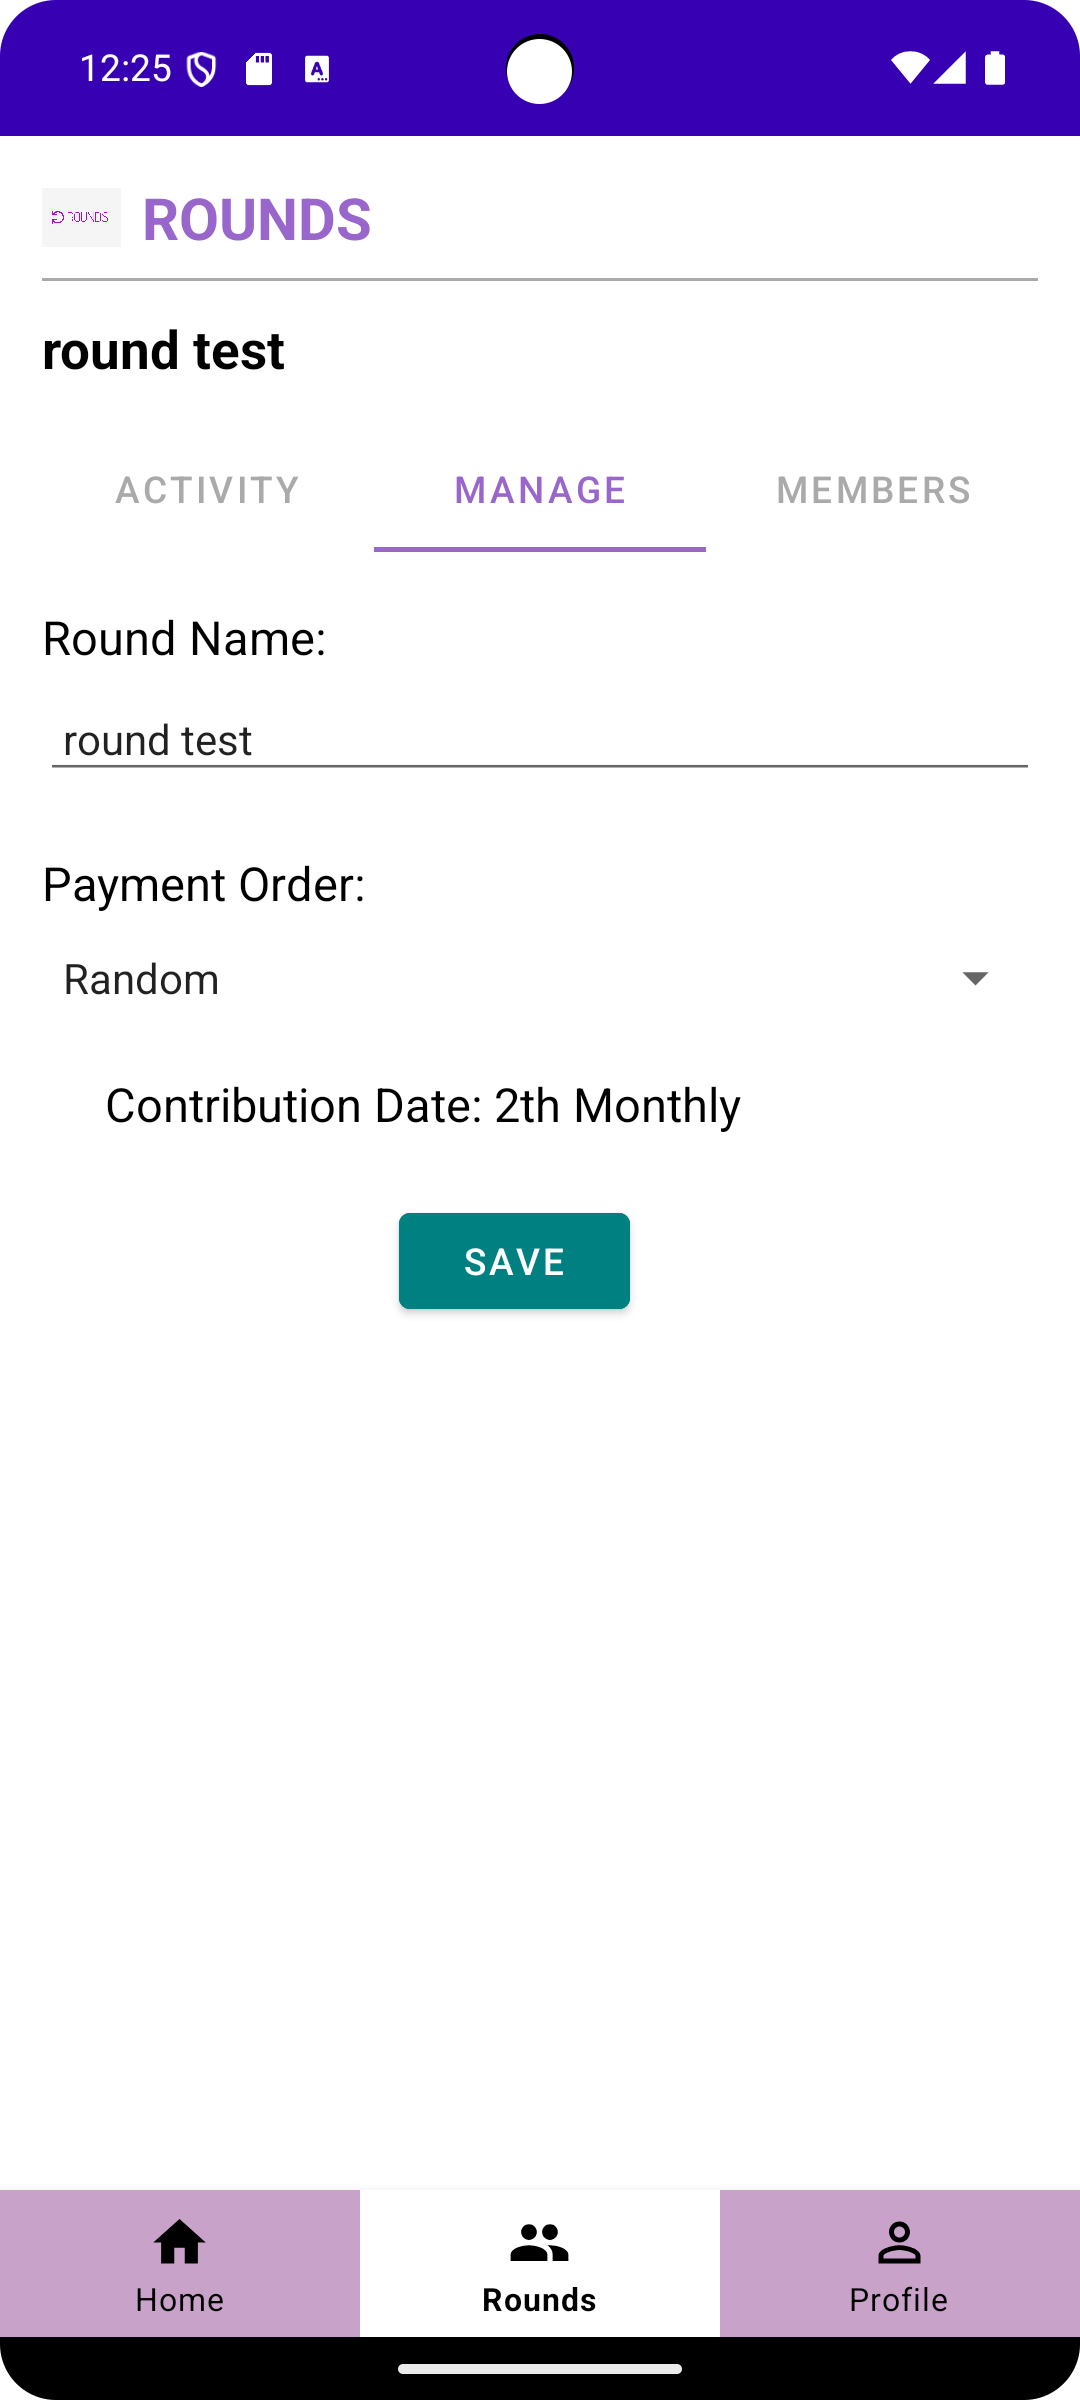 12:25
ROUNDS
ROUNDS
round test
ACTIVITY MANAGE MEMBERS
Round Name:
round test
Payment Order:
Random
Contribution Date: 2th Monthly
SAVE
Home Rounds Profile